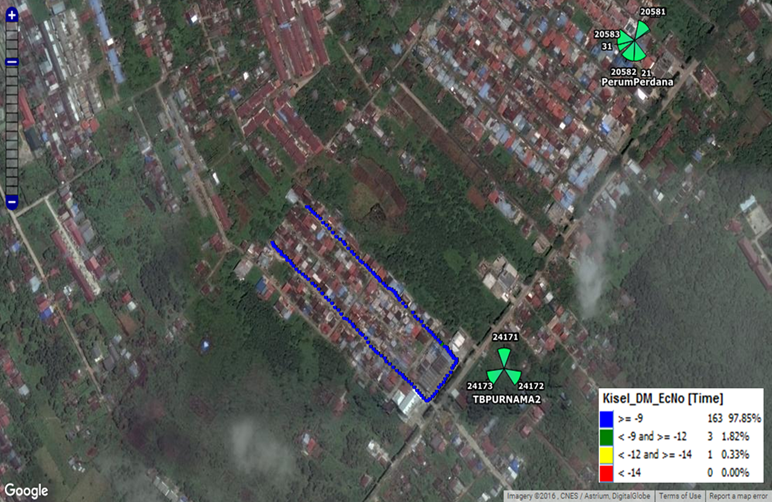 20581
20583
31
20582 21
PerumPerdana
24171
24173 24172
TBPURNAMA2
Kisel_DM_EcNo [Time]
>= -9 163 97.85%
< -9 and >= -12 3 1.82%
< -12 and >= -14 1 0.33%
< -14 0 0.00%
Google
Imagery ©2016 , CNES / Astrium, DigitalGlobe Terms of Use Report a map error